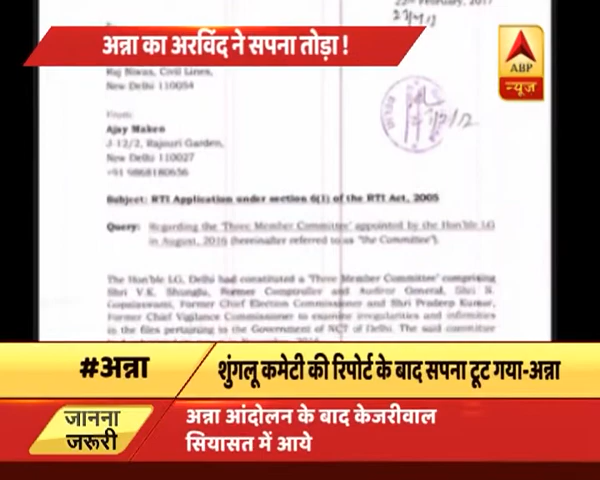 22nd February, 2017
अन्ना का अरविंद ने सपना तोड़ा !
ABP
न्यूज़
Raj Niwas, Civil Lines,
New Delhi 110054
From:
Ajay Maken
J-12/2, Rajouri Garden,
New Delhi 110027
+91 9868180656
Subject: RTI Application under section 6(1) of the RTI Act, 2005
Query: Regarding the 'Three Member Committee' appointed by the Hon'ble LG
in August, 2016 (hereinafter referred to as "the Committee").
The Hon'ble LG, Delhi had constituted a 'Three Member Committee' comprising
Shri V.K. Shunglu, Former Comptroller and Auditor General, Shri N.
Gopalaswami, Former Chief Election Commissioner and Shri Pradeep Kumar,
Former Chief Vigilance Commissioner to examine irregularities and infirmities
in the files pertaining to the Government of NCT of Delhi. The said committee
#अन्ना
शुंगलू कमेटी की रिपोर्ट के बाद सपना टूट गया-अन्ना
जानना
जरूरी
अन्ना आंदोलन के बाद केजरीवाल
सियासत में आये